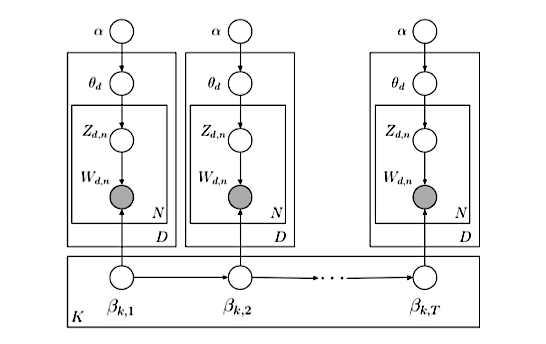 α α α
θ_d θ_d θ_d
Z_{d,n} Z_{d,n} Z_{d,n}
W_{d,n} W_{d,n} W_{d,n}
N N N
D D D
· · ·
K β_{k,1} β_{k,2} β_{k,T}